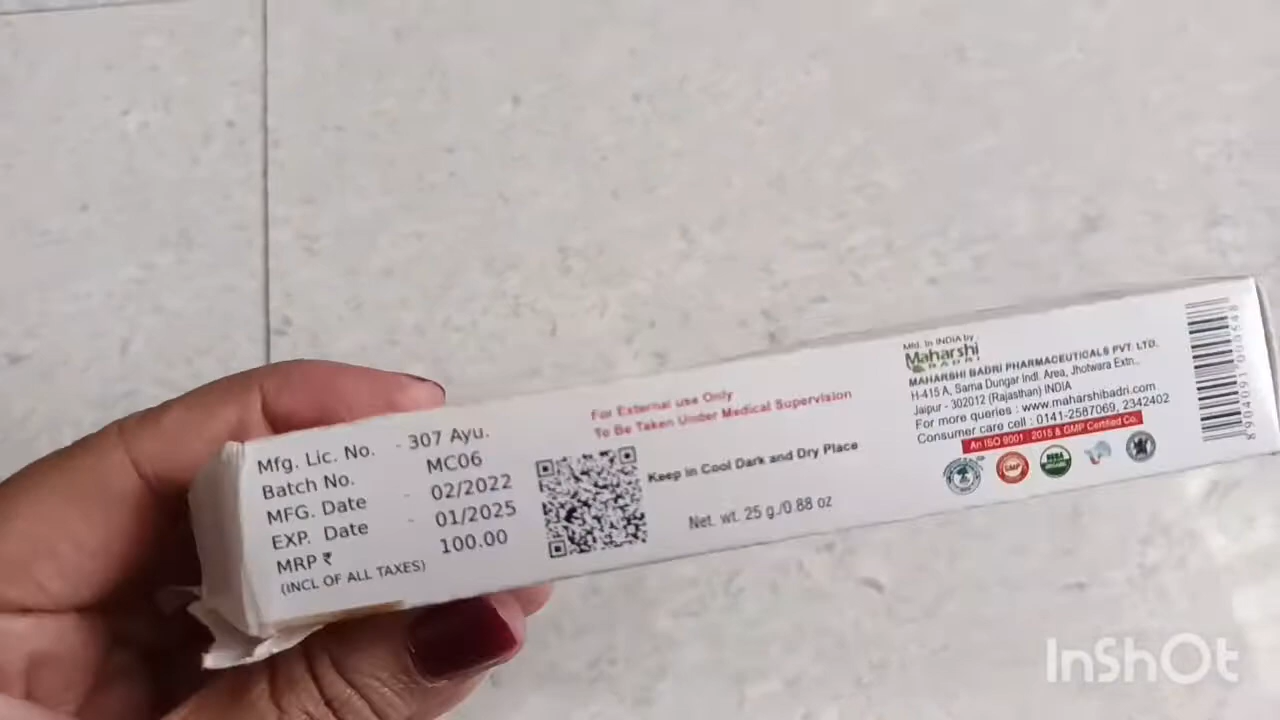 Mfg. Lic. No. - 307 Ayu.
Batch No. MC06
MFG. Date - 02/2022
EXP. Date - 01/2025
MRP ₹ 100.00
(INCL OF ALL TAXES)
For External use Only
To Be Taken Under Medical Supervision
Keep in Cool Dark and Dry Place
Net. wt. 25 g./0.88 oz
Mfd. in INDIA by
Maharshi
BADRI
MAHARSHI BADRI PHARMACEUTICALS PVT. LTD.
H-415 A, Sarna Dungar Indl. Area, Jhotwara Extn.,
Jaipur - 302012 (Rajasthan) INDIA
For more queries : www.maharshibadri.com
Consumer care cell : 0141-2587069, 2342402
An ISO 9001 : 2015 & GMP Certified Co.
GMP
InShOt